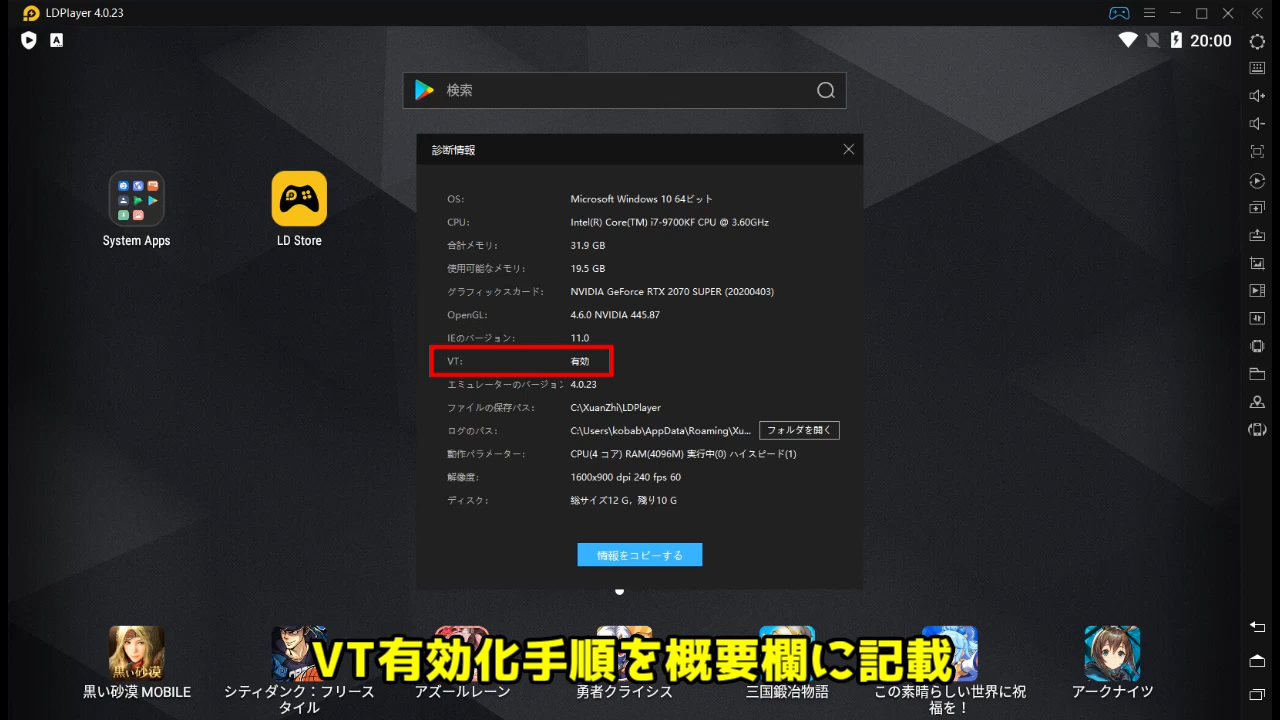 LDPlayer 4.0.23
A
20:00
検索
診断情報
OS: Microsoft Windows 10 64ビット
CPU: Intel(R) Core(TM) i7-9700KF CPU @ 3.60GHz
合計メモリ: 31.9 GB
使用可能なメモリ: 19.5 GB
グラフィックスカード: NVIDIA GeForce RTX 2070 SUPER (20200403)
OpenGL: 4.6.0 NVIDIA 445.87
IEのバージョン: 11.0
VT: 有効
エミュレーターのバージョン 4.0.23
ファイルの保存パス: C:\XuanZhi\LDPlayer
ログのパス: C:\Users\kobab\AppData\Roaming\Xu... フォルダを開く
動作パラメーター: CPU(4 コア) RAM(4096M) 実行中(0) ハイスピード(1)
解像度: 1600x900 dpi 240 fps 60
ディスク: 総サイズ12 G，残り10 G
情報をコピーする
System Apps
LD Store
VT有効化手順を概要欄に記載
黒い砂漠
黒い砂漠 MOBILE
シティダンク：フリース
タイル
アズールレーン
勇者クライシス
三国鍛冶物語
この素晴らしい世界に祝
福を！
アークナイツ